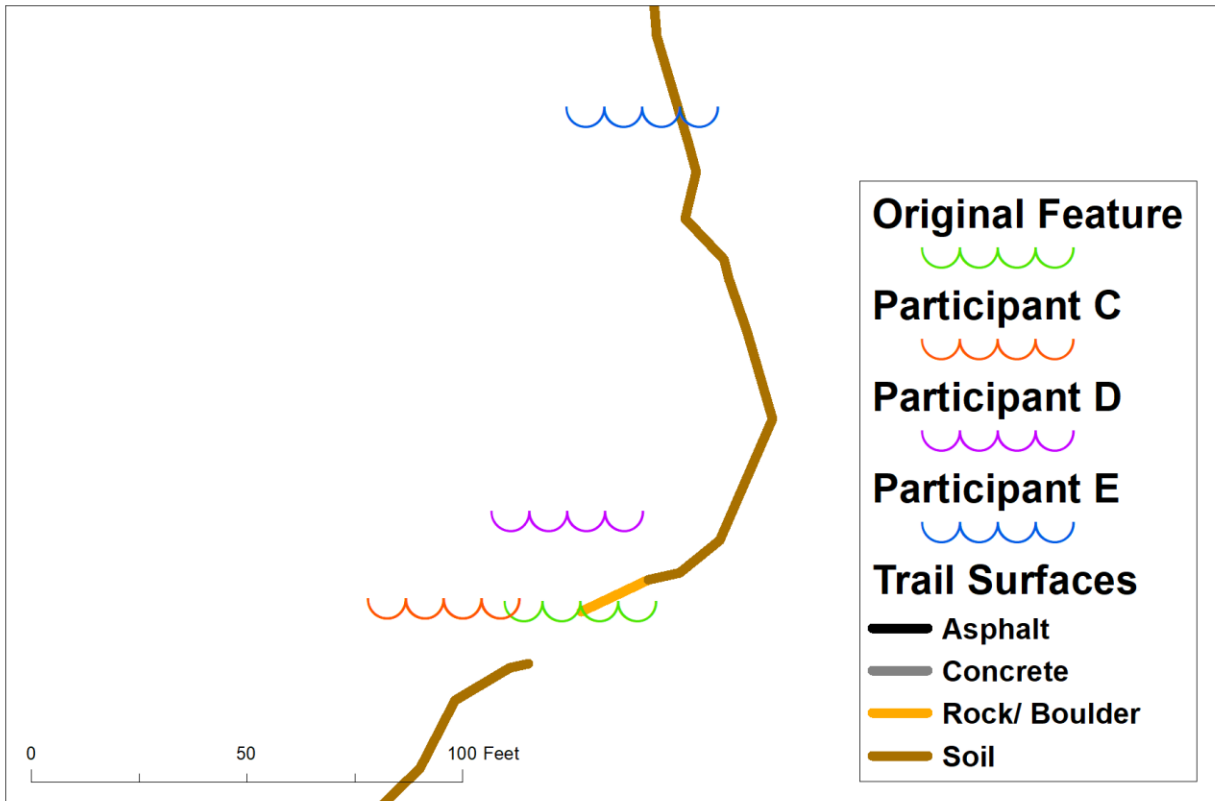 Original Feature
Participant C
Participant D
Participant E
Trail Surfaces
Asphalt
Concrete
Rock/ Boulder
Soil
0 50 100 Feet